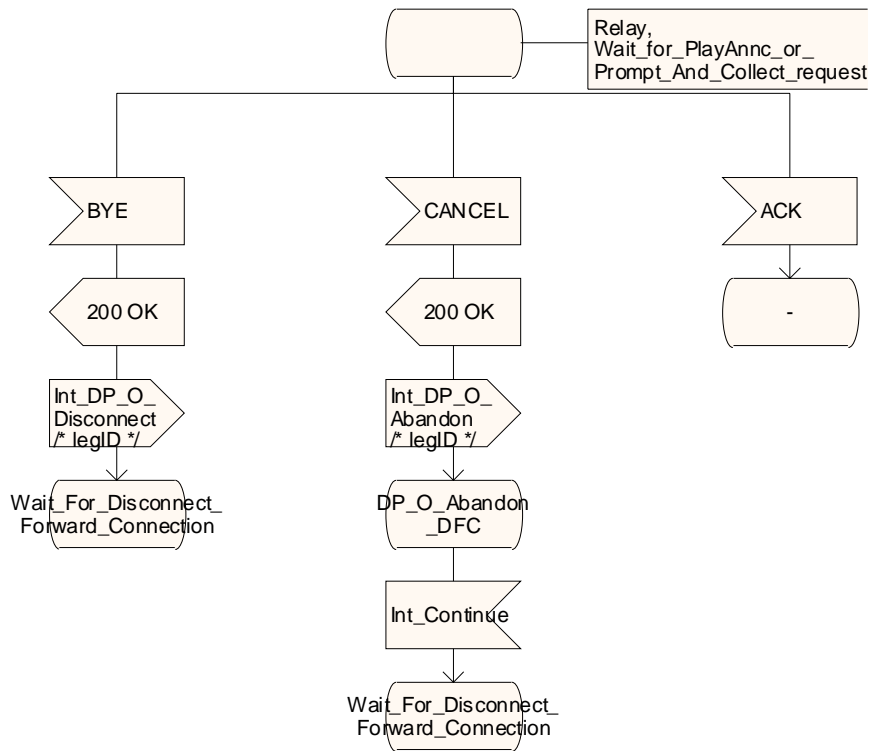 Relay,
Wait_for_PlayAnnc_or_
Prompt_And_Collect_request
BYE
CANCEL
ACK
200 OK
200 OK
-
Int_DP_O_
Disconnect
/* legID */
Int_DP_O_
Abandon
/* legID */
Wait_For_Disconnect_
Forward_Connection
DP_O_Abandon
_DFC
Int_Continue
Wait_For_Disconnect_
Forward_Connection